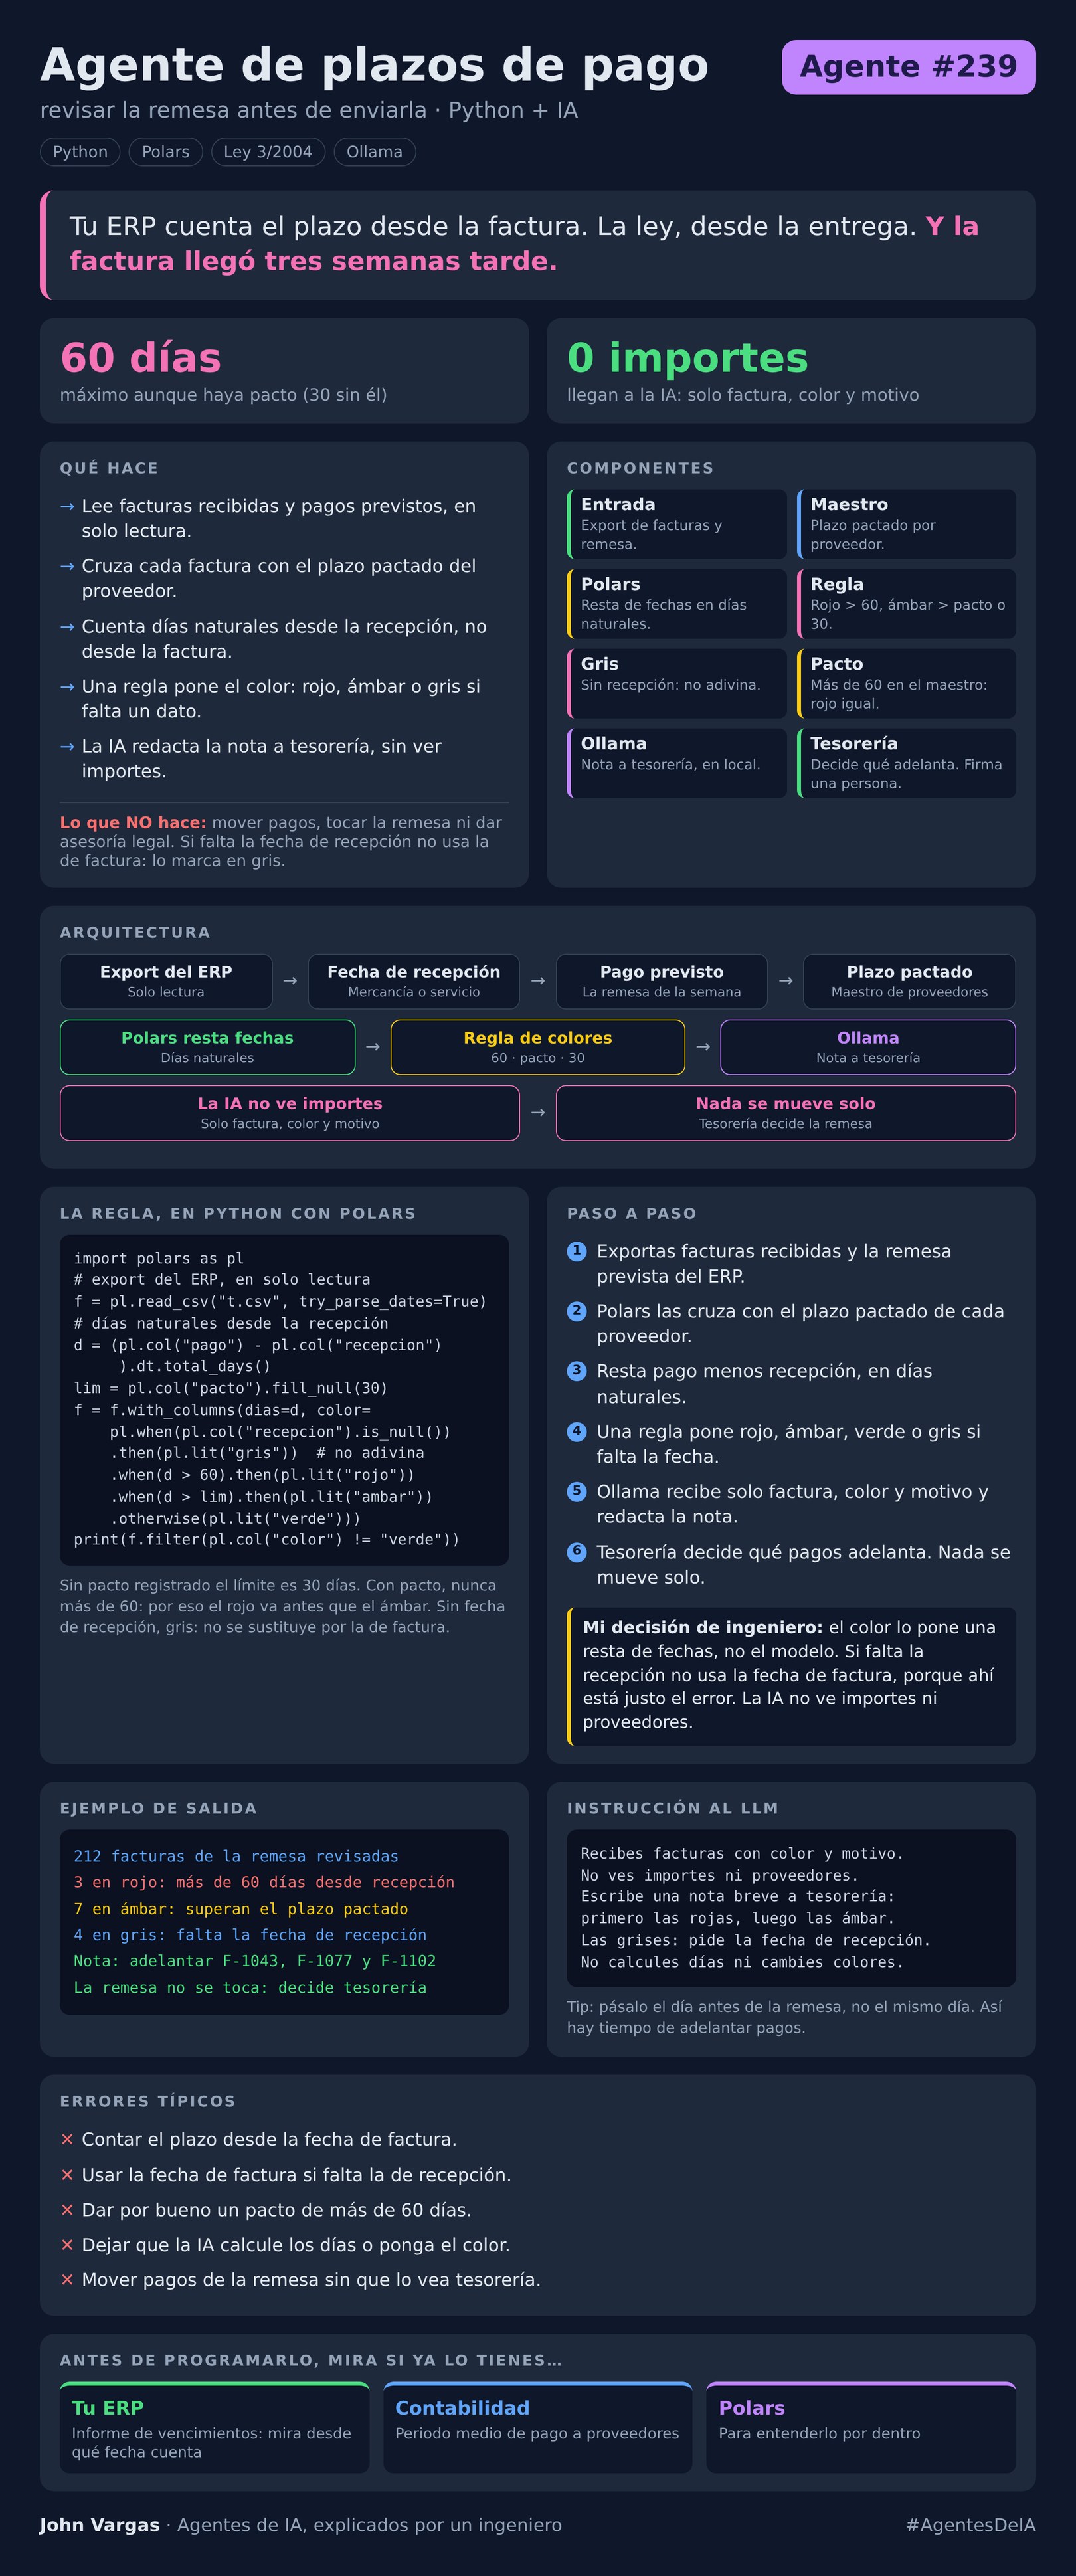 Agente de plazos de pago
Agente #239
revisar la remesa antes de enviarla · Python + IA
Python
Polars
Ley 3/2004
Ollama
Tu ERP cuenta el plazo desde la factura. La ley, desde la entrega. Y la
factura llegó tres semanas tarde.
60 días
máximo aunque haya pacto (30 sin él)
0 importes
llegan a la IA: solo factura, color y motivo
QUÉ HACE
→ Lee facturas recibidas y pagos previstos, en
solo lectura.
→ Cruza cada factura con el plazo pactado del
proveedor.
→ Cuenta días naturales desde la recepción, no
desde la factura.
→ Una regla pone el color: rojo, ámbar o gris si
falta un dato.
→ La IA redacta la nota a tesorería, sin ver
importes.
Lo que NO hace: mover pagos, tocar la remesa ni dar
asesoría legal. Si falta la fecha de recepción no usa la
de factura: lo marca en gris.
COMPONENTES
Entrada
Export de facturas y
remesa.
Maestro
Plazo pactado por
proveedor.
Polars
Resta de fechas en días
naturales.
Regla
Rojo > 60, ámbar > pacto o
30.
Gris
Sin recepción: no adivina.
Pacto
Más de 60 en el maestro:
rojo igual.
Ollama
Nota a tesorería, en local.
Tesorería
Decide qué adelanta. Firma
una persona.
ARQUITECTURA
Export del ERP
Solo lectura
→
Fecha de recepción
Mercancía o servicio
→
Pago previsto
La remesa de la semana
→
Plazo pactado
Maestro de proveedores
Polars resta fechas
Días naturales
→
Regla de colores
60 · pacto · 30
→
Ollama
Nota a tesorería
La IA no ve importes
Solo factura, color y motivo
→
Nada se mueve solo
Tesorería decide la remesa
LA REGLA, EN PYTHON CON POLARS
import polars as pl
# export del ERP, en solo lectura
f = pl.read_csv("t.csv", try_parse_dates=True)
# días naturales desde la recepción
d = (pl.col("pago") - pl.col("recepcion")
     ).dt.total_days()
lim = pl.col("pacto").fill_null(30)
f = f.with_columns(dias=d, color=
    pl.when(pl.col("recepcion").is_null())
    .then(pl.lit("gris"))  # no adivina
    .when(d > 60).then(pl.lit("rojo"))
    .when(d > lim).then(pl.lit("ambar"))
    .otherwise(pl.lit("verde")))
print(f.filter(pl.col("color") != "verde"))
Sin pacto registrado el límite es 30 días. Con pacto, nunca
más de 60: por eso el rojo va antes que el ámbar. Sin fecha
de recepción, gris: no se sustituye por la de factura.
PASO A PASO
1 Exportas facturas recibidas y la remesa
prevista del ERP.
2 Polars las cruza con el plazo pactado de cada
proveedor.
3 Resta pago menos recepción, en días
naturales.
4 Una regla pone rojo, ámbar, verde o gris si
falta la fecha.
5 Ollama recibe solo factura, color y motivo y
redacta la nota.
6 Tesorería decide qué pagos adelanta. Nada se
mueve solo.
Mi decisión de ingeniero: el color lo pone una
resta de fechas, no el modelo. Si falta la
recepción no usa la fecha de factura, porque ahí
está justo el error. La IA no ve importes ni
proveedores.
EJEMPLO DE SALIDA
212 facturas de la remesa revisadas
3 en rojo: más de 60 días desde recepción
7 en ámbar: superan el plazo pactado
4 en gris: falta la fecha de recepción
Nota: adelantar F-1043, F-1077 y F-1102
La remesa no se toca: decide tesorería
INSTRUCCIÓN AL LLM
Recibes facturas con color y motivo.
No ves importes ni proveedores.
Escribe una nota breve a tesorería:
primero las rojas, luego las ámbar.
Las grises: pide la fecha de recepción.
No calcules días ni cambies colores.
Tip: pásalo el día antes de la remesa, no el mismo día. Así
hay tiempo de adelantar pagos.
ERRORES TÍPICOS
✕ Contar el plazo desde la fecha de factura.
✕ Usar la fecha de factura si falta la de recepción.
✕ Dar por bueno un pacto de más de 60 días.
✕ Dejar que la IA calcule los días o ponga el color.
✕ Mover pagos de la remesa sin que lo vea tesorería.
ANTES DE PROGRAMARLO, MIRA SI YA LO TIENES…
Tu ERP
Informe de vencimientos: mira desde
qué fecha cuenta
Contabilidad
Periodo medio de pago a proveedores
Polars
Para entenderlo por dentro
John Vargas · Agentes de IA, explicados por un ingeniero
#AgentesDeIA